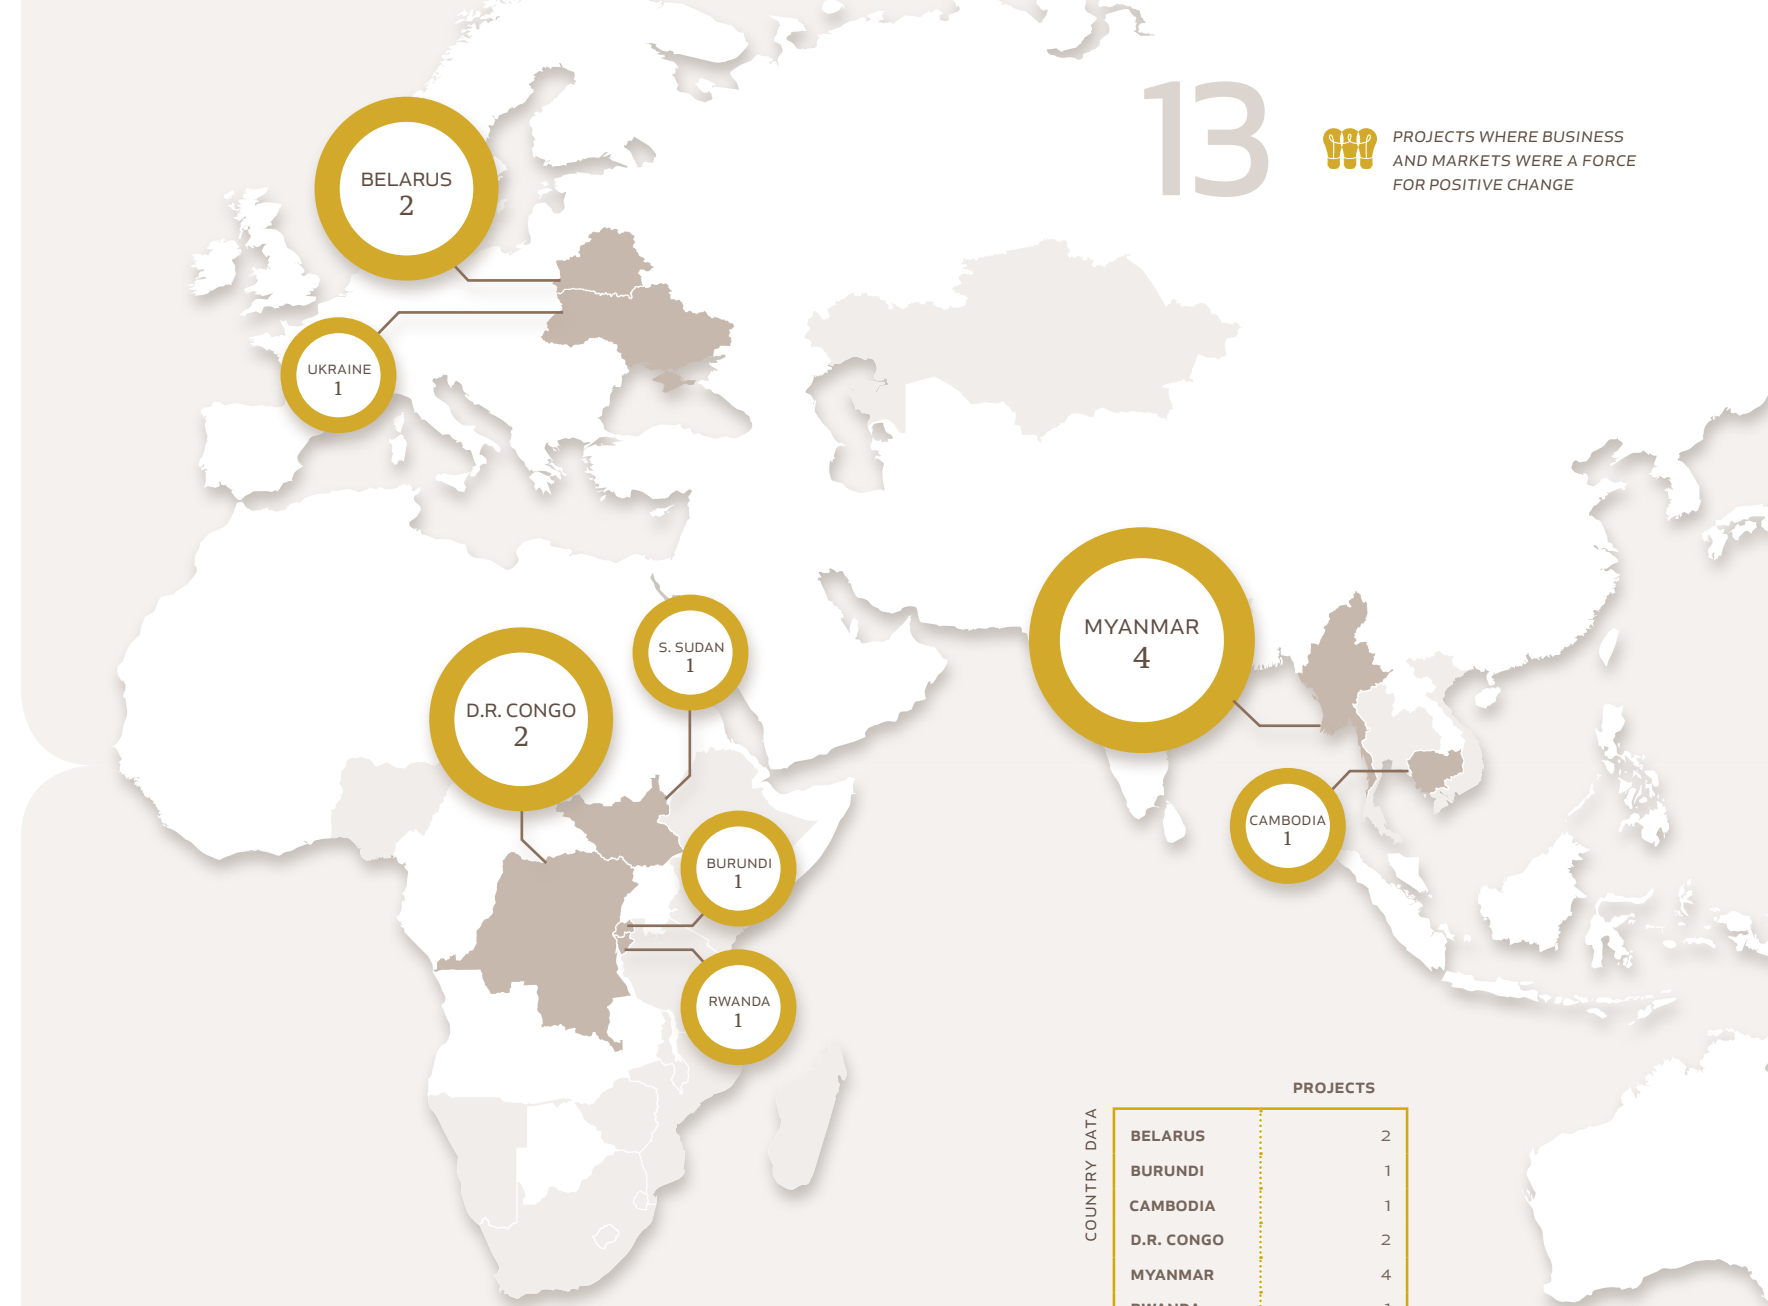 13
PROJECTS WHERE BUSINESS
AND MARKETS WERE A FORCE
FOR POSITIVE CHANGE
BELARUS
2
UKRAINE
1
MYANMAR
4
S. SUDAN
1
D.R. CONGO
2
CAMBODIA
1
BURUNDI
1
RWANDA
1
PROJECTS
COUNTRY DATA
BELARUS 2
BURUNDI 1
CAMBODIA 1
D.R. CONGO 2
MYANMAR 4
RWANDA 1